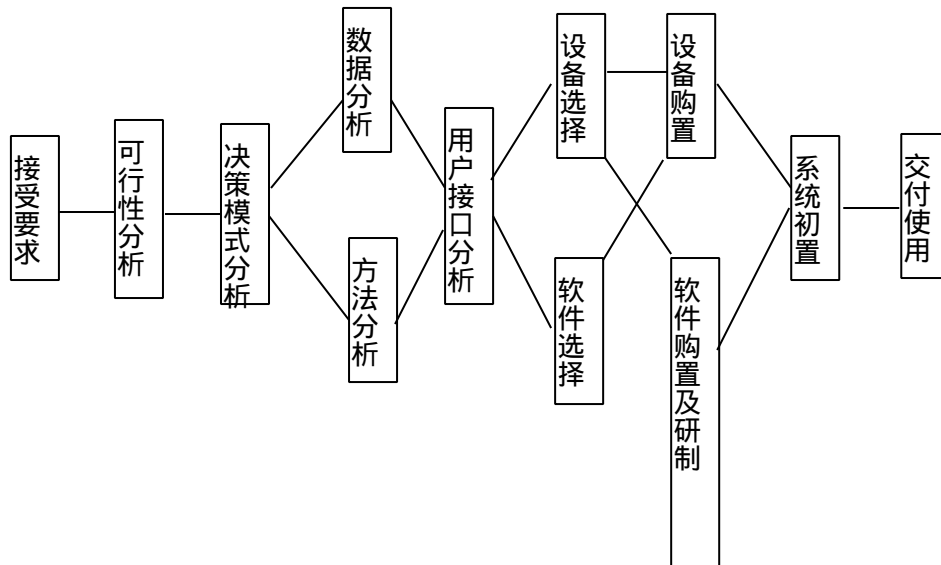 接受要求
可行性分析
决策模式分析
数据分析
方法分析
用户接口分析
设备选择
软件选择
设备购置
软件购置及研制
系统初置
交付使用